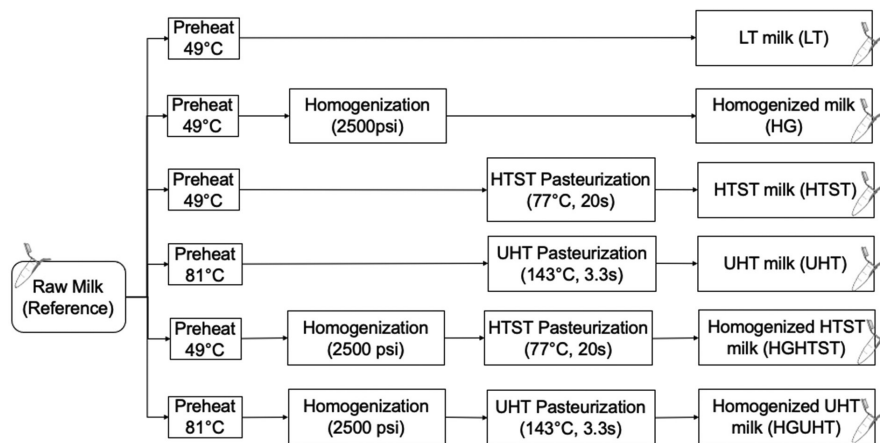 Raw Milk
(Reference)
Preheat
49°C
LT milk (LT)
Preheat
49°C
Homogenization
(2500psi)
Homogenized milk
(HG)
Preheat
49°C
HTST Pasteurization
(77°C, 20s)
HTST milk (HTST)
Preheat
81°C
UHT Pasteurization
(143°C, 3.3s)
UHT milk (UHT)
Preheat
49°C
Homogenization
(2500 psi)
HTST Pasteurization
(77°C, 20s)
Homogenized HTST
milk (HGHTST)
Preheat
81°C
Homogenization
(2500 psi)
UHT Pasteurization
(143°C, 3.3s)
Homogenized UHT
milk (HGUHT)